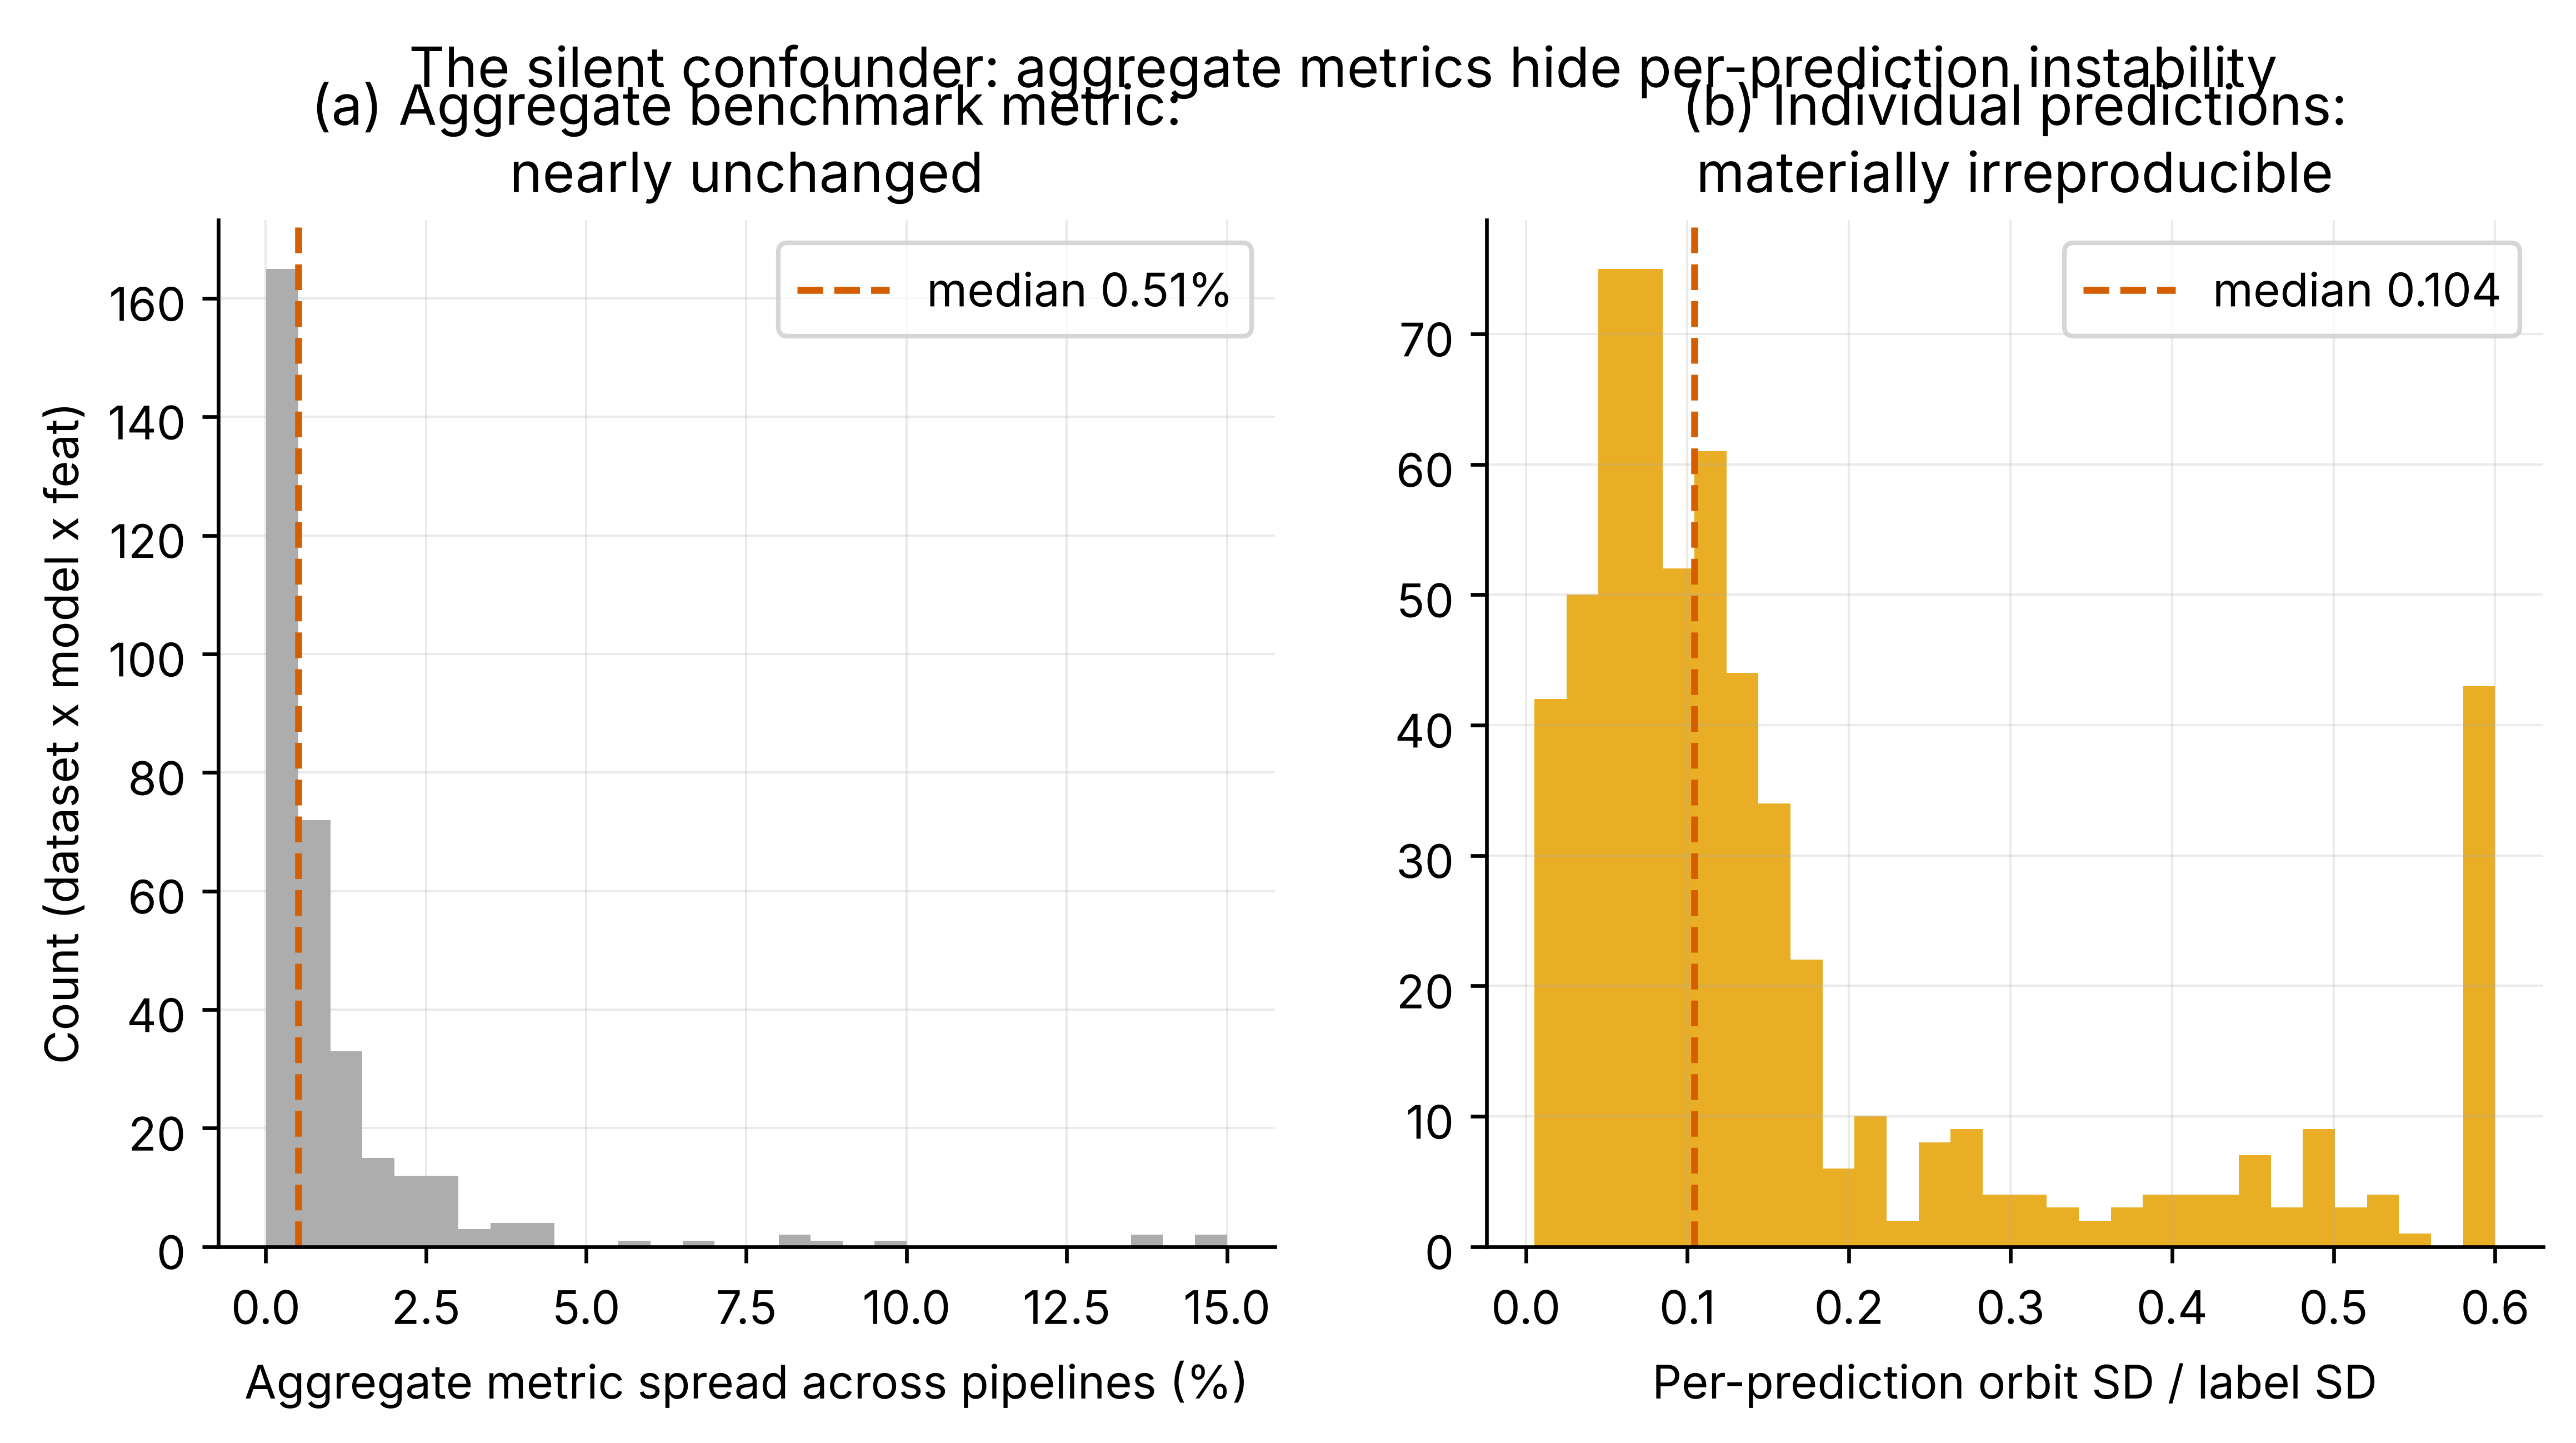 The silent confounder: aggregate metrics hide per-prediction instability
(a) Aggregate benchmark metric:
nearly unchanged
(b) Individual predictions:
materially irreproducible
Count (dataset x model x feat)
160
140
120
100
80
60
40
20
0
median 0.51%
0.0 2.5 5.0 7.5 10.0 12.5 15.0
Aggregate metric spread across pipelines (%)
70
60
50
40
30
20
10
0
median 0.104
0.0 0.1 0.2 0.3 0.4 0.5 0.6
Per-prediction orbit SD / label SD